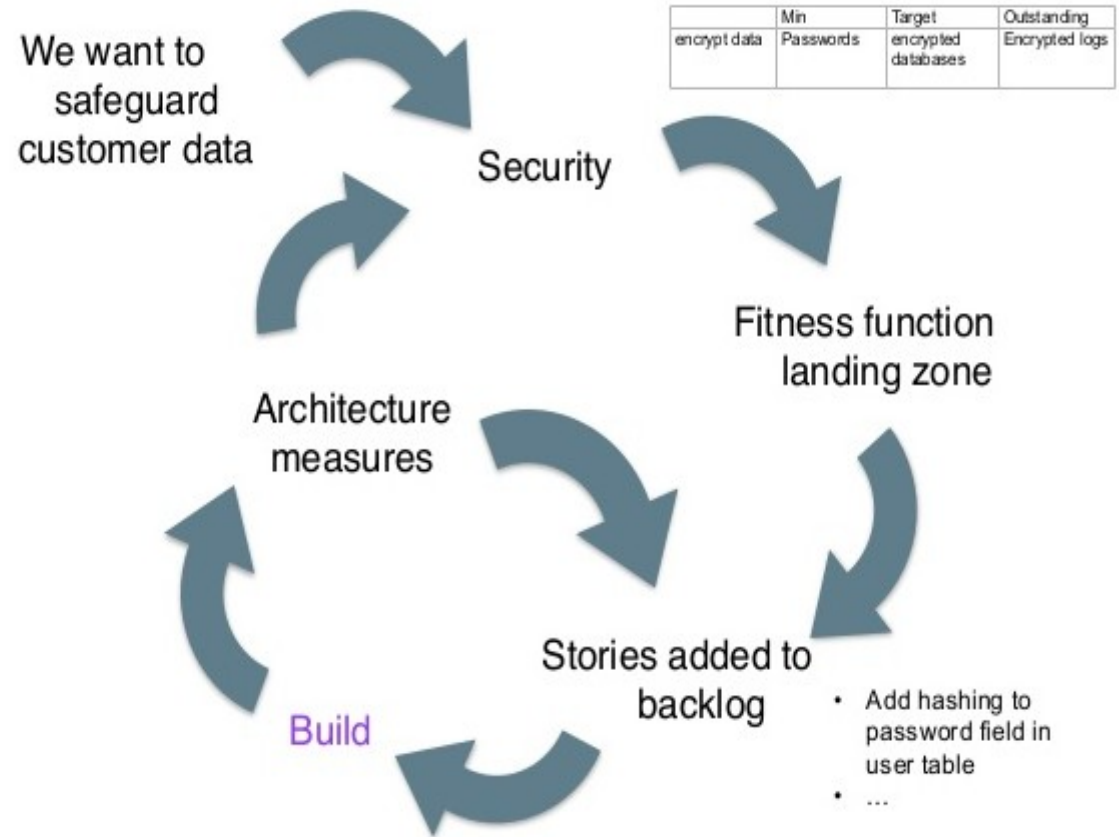 We want to
safeguard
customer data
Min Target Outstanding
encrypt data Passwords encrypted Encrypted logs
databases
Security
Fitness function
landing zone
Architecture
measures
Stories added to
backlog
• Add hashing to
password field in
user table
• ...
Build